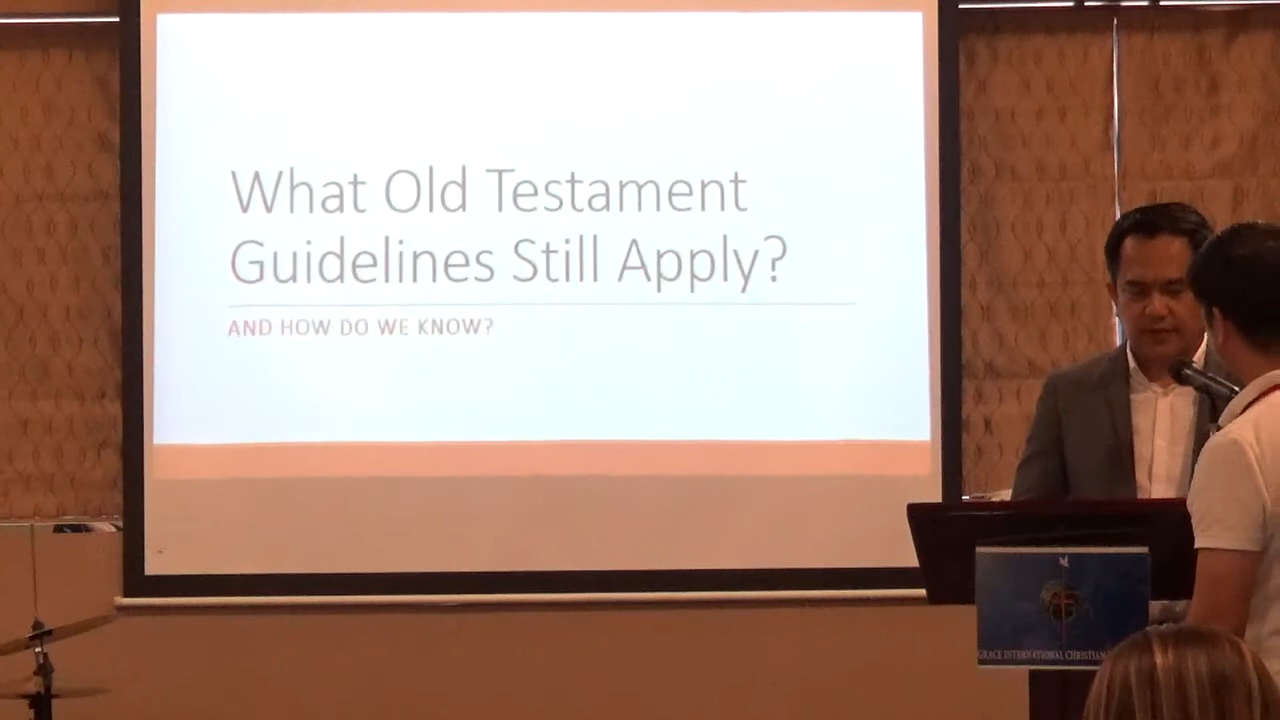 What Old Testament
Guidelines Still Apply?
AND HOW DO WE KNOW?
GRACE INTERNATIONAL CHRISTIAN